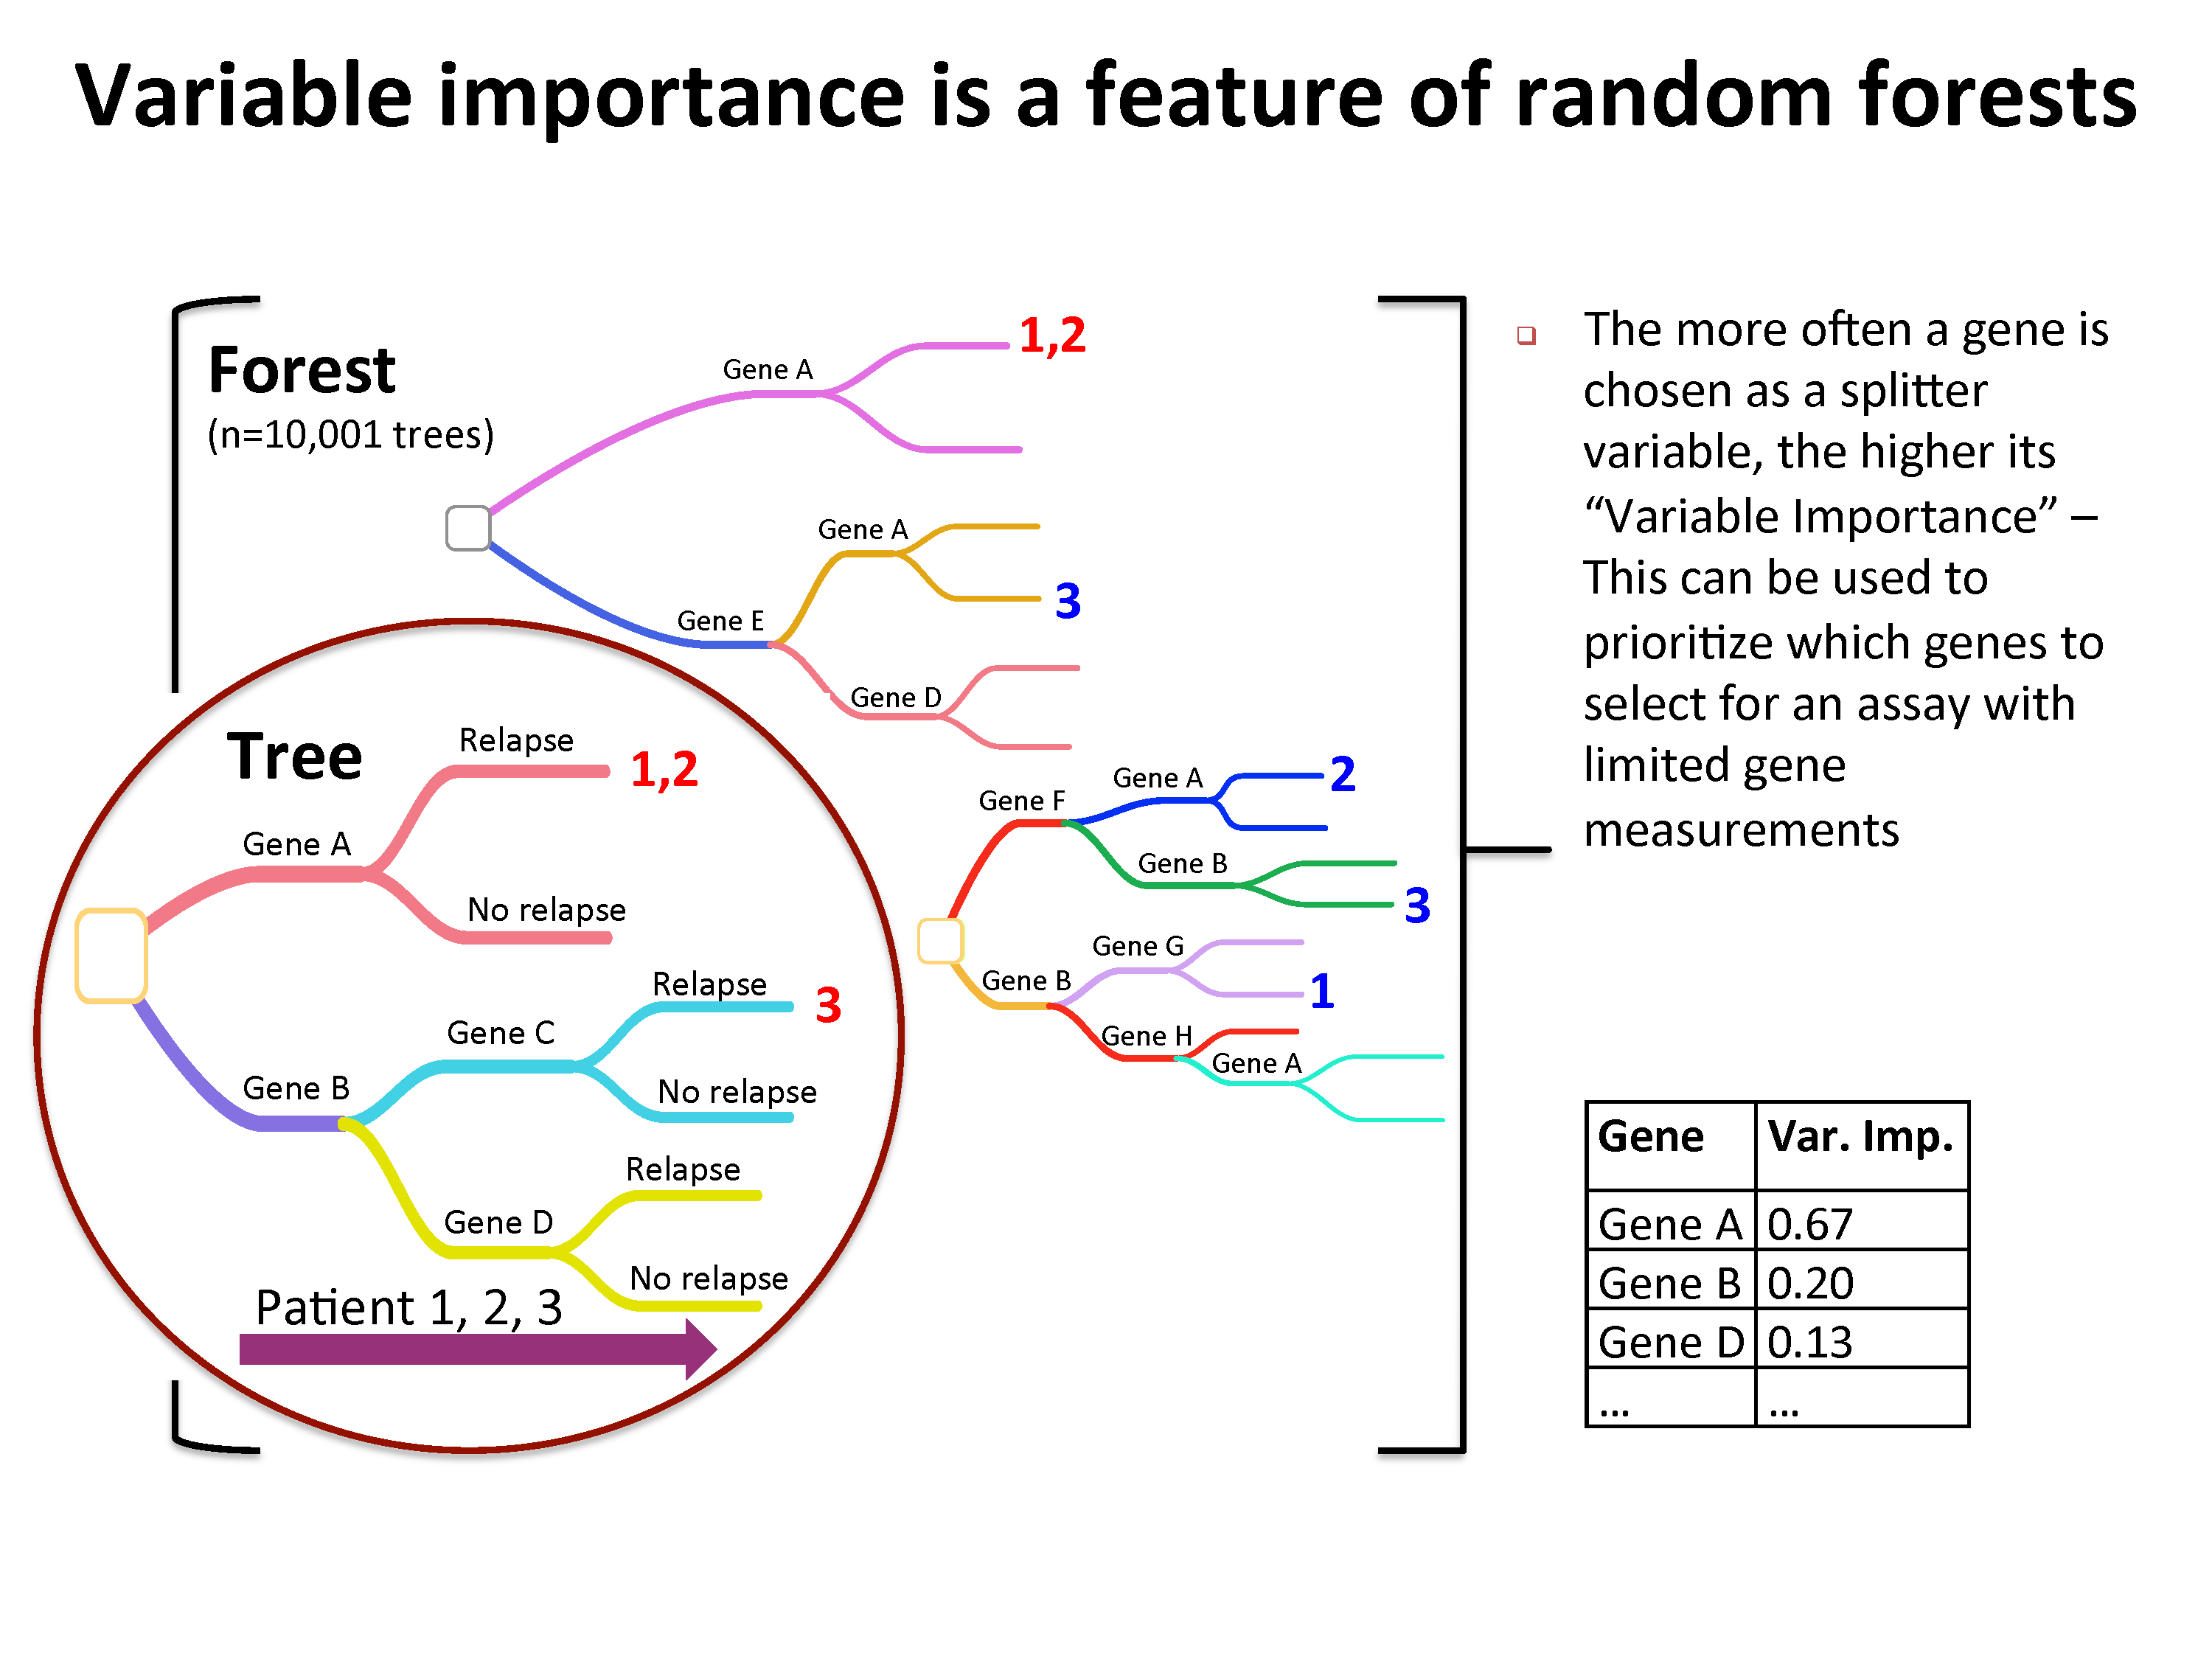 Variable importance is a feature of random forests
Forest
(n=10,001 trees)
Gene A
1,2
Gene A
3
Gene E
Gene D
Tree
Relapse
1,2
Gene A
No relapse
Relapse
3
Gene C
No relapse
Gene B
Relapse
Gene D
No relapse
Patient 1, 2, 3
Gene A
2
Gene F
Gene B
3
Gene G
Gene B
1
Gene H
Gene A
The more often a gene is
chosen as a splitter
variable, the higher its
“Variable Importance” –
This can be used to
prioritize which genes to
select for an assay with
limited gene
measurements
Gene Var. Imp.
Gene A 0.67
Gene B 0.20
Gene D 0.13
... ...